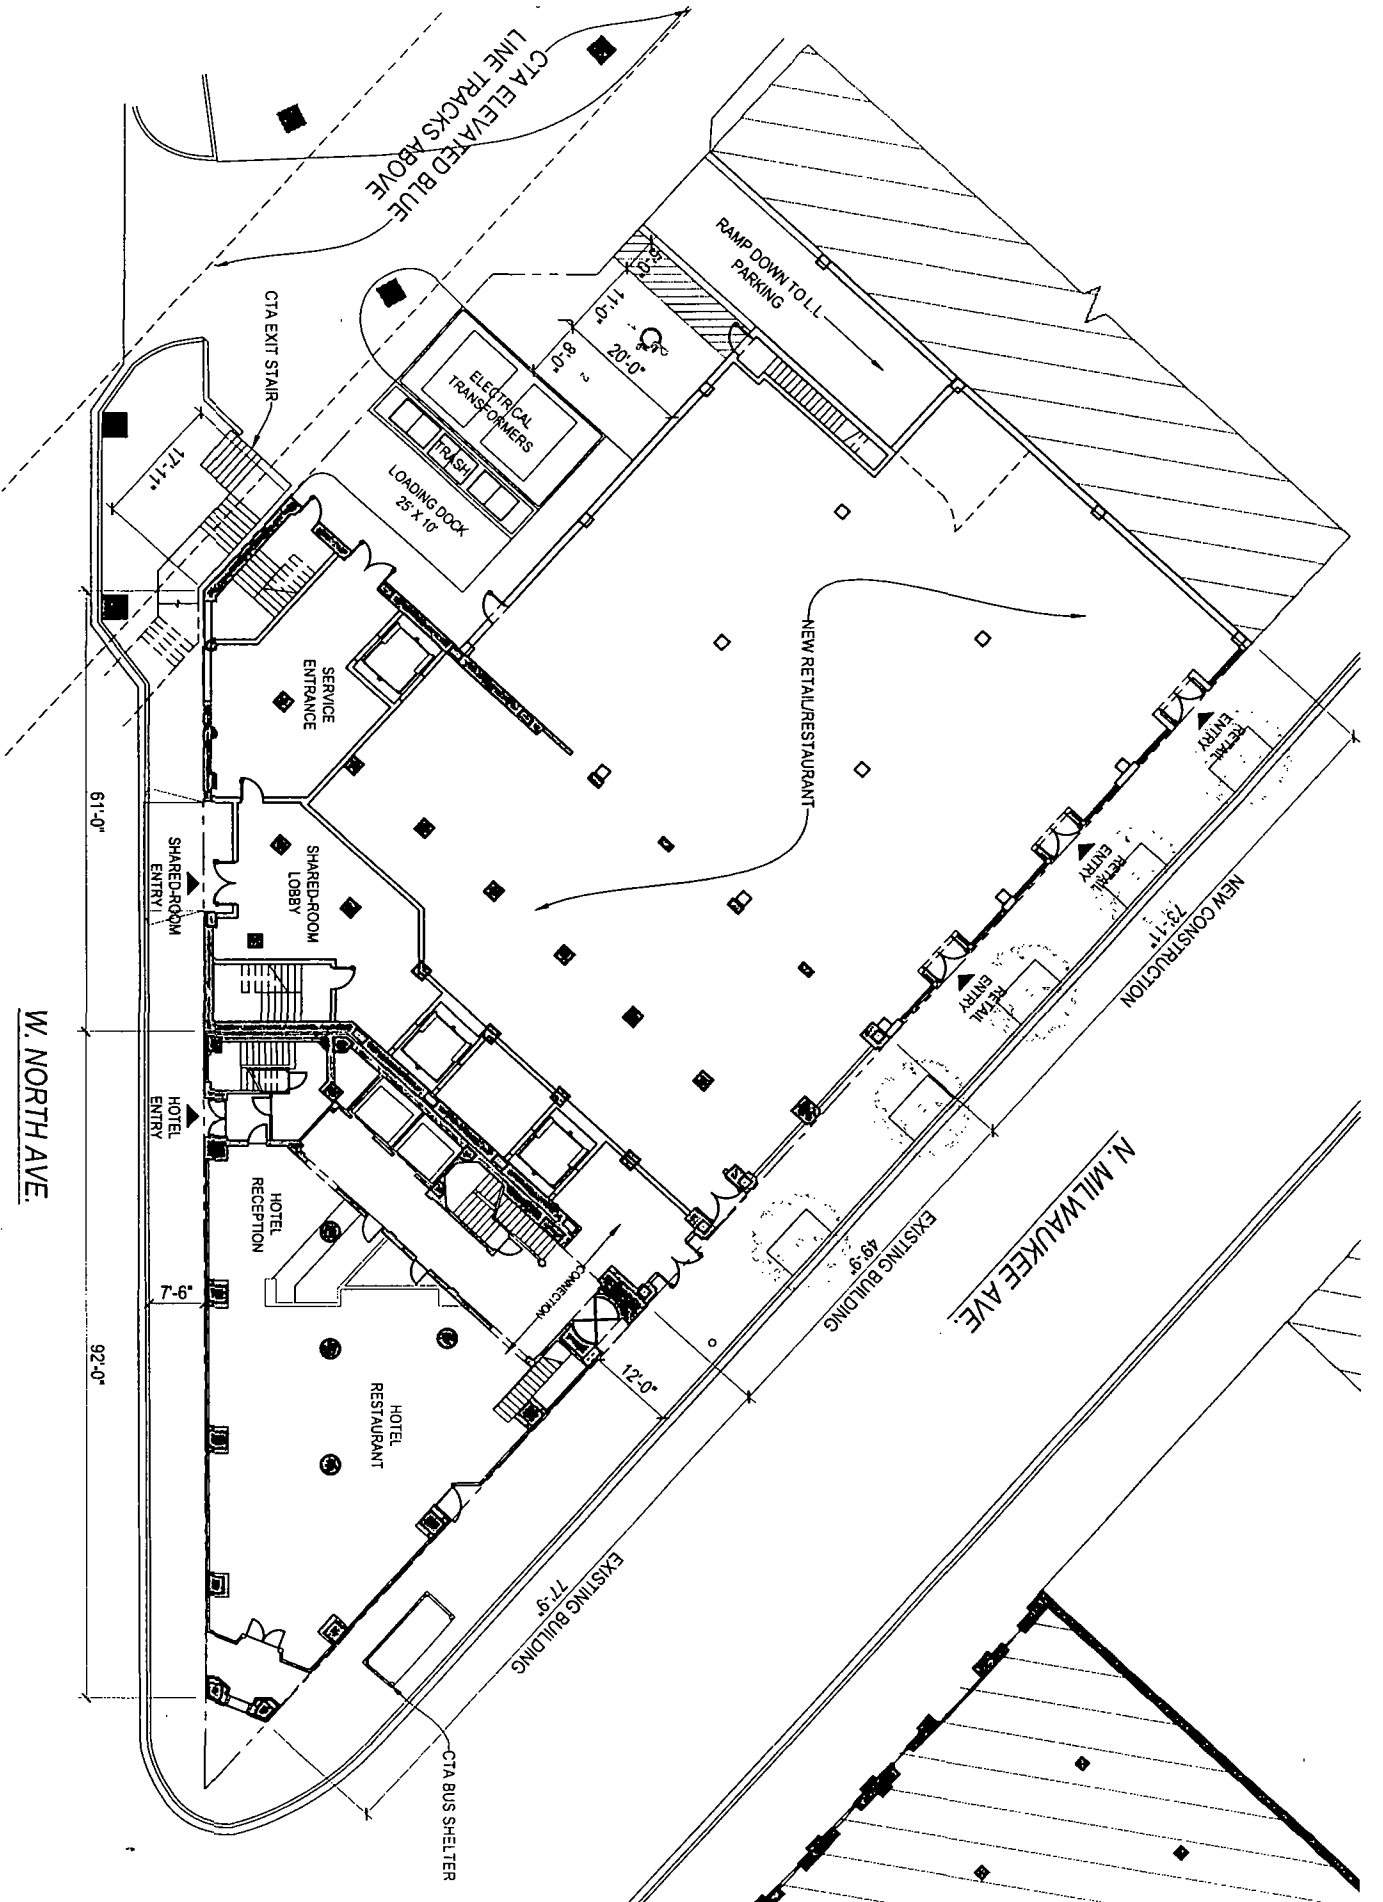 CTA ELEVATED BLUE
LINE TRACKS ABOVE
RAMP DOWN TO L.L
PARKING
5'-0"
11'-0"
20'-0"
8'-0"
2
CTA EXIT STAIR
17'-11"
ELECTRICAL
TRANSFORMERS
TRASH
LOADING DOCK
25' X 10'
NEW RETAIL/RESTAURANT
SERVICE
ENTRANCE
RETAIL
ENTRY
RETAIL
ENTRY
RETAIL
ENTRY
NEW CONSTRUCTION
73'-11"
61'-0"
SHARED-ROOM
ENTRY
SHARED-ROOM
LOBBY
HOTEL
ENTRY
HOTEL
RECEPTION
CONNECTION
N. MILWAUKEE AVE.
EXISTING BUILDING
49'-9"
W. NORTH AVE.
7'-6"
92'-0"
12'-0"
HOTEL
RESTAURANT
EXISTING BUILDING
77'-9"
CTA BUS SHELTER